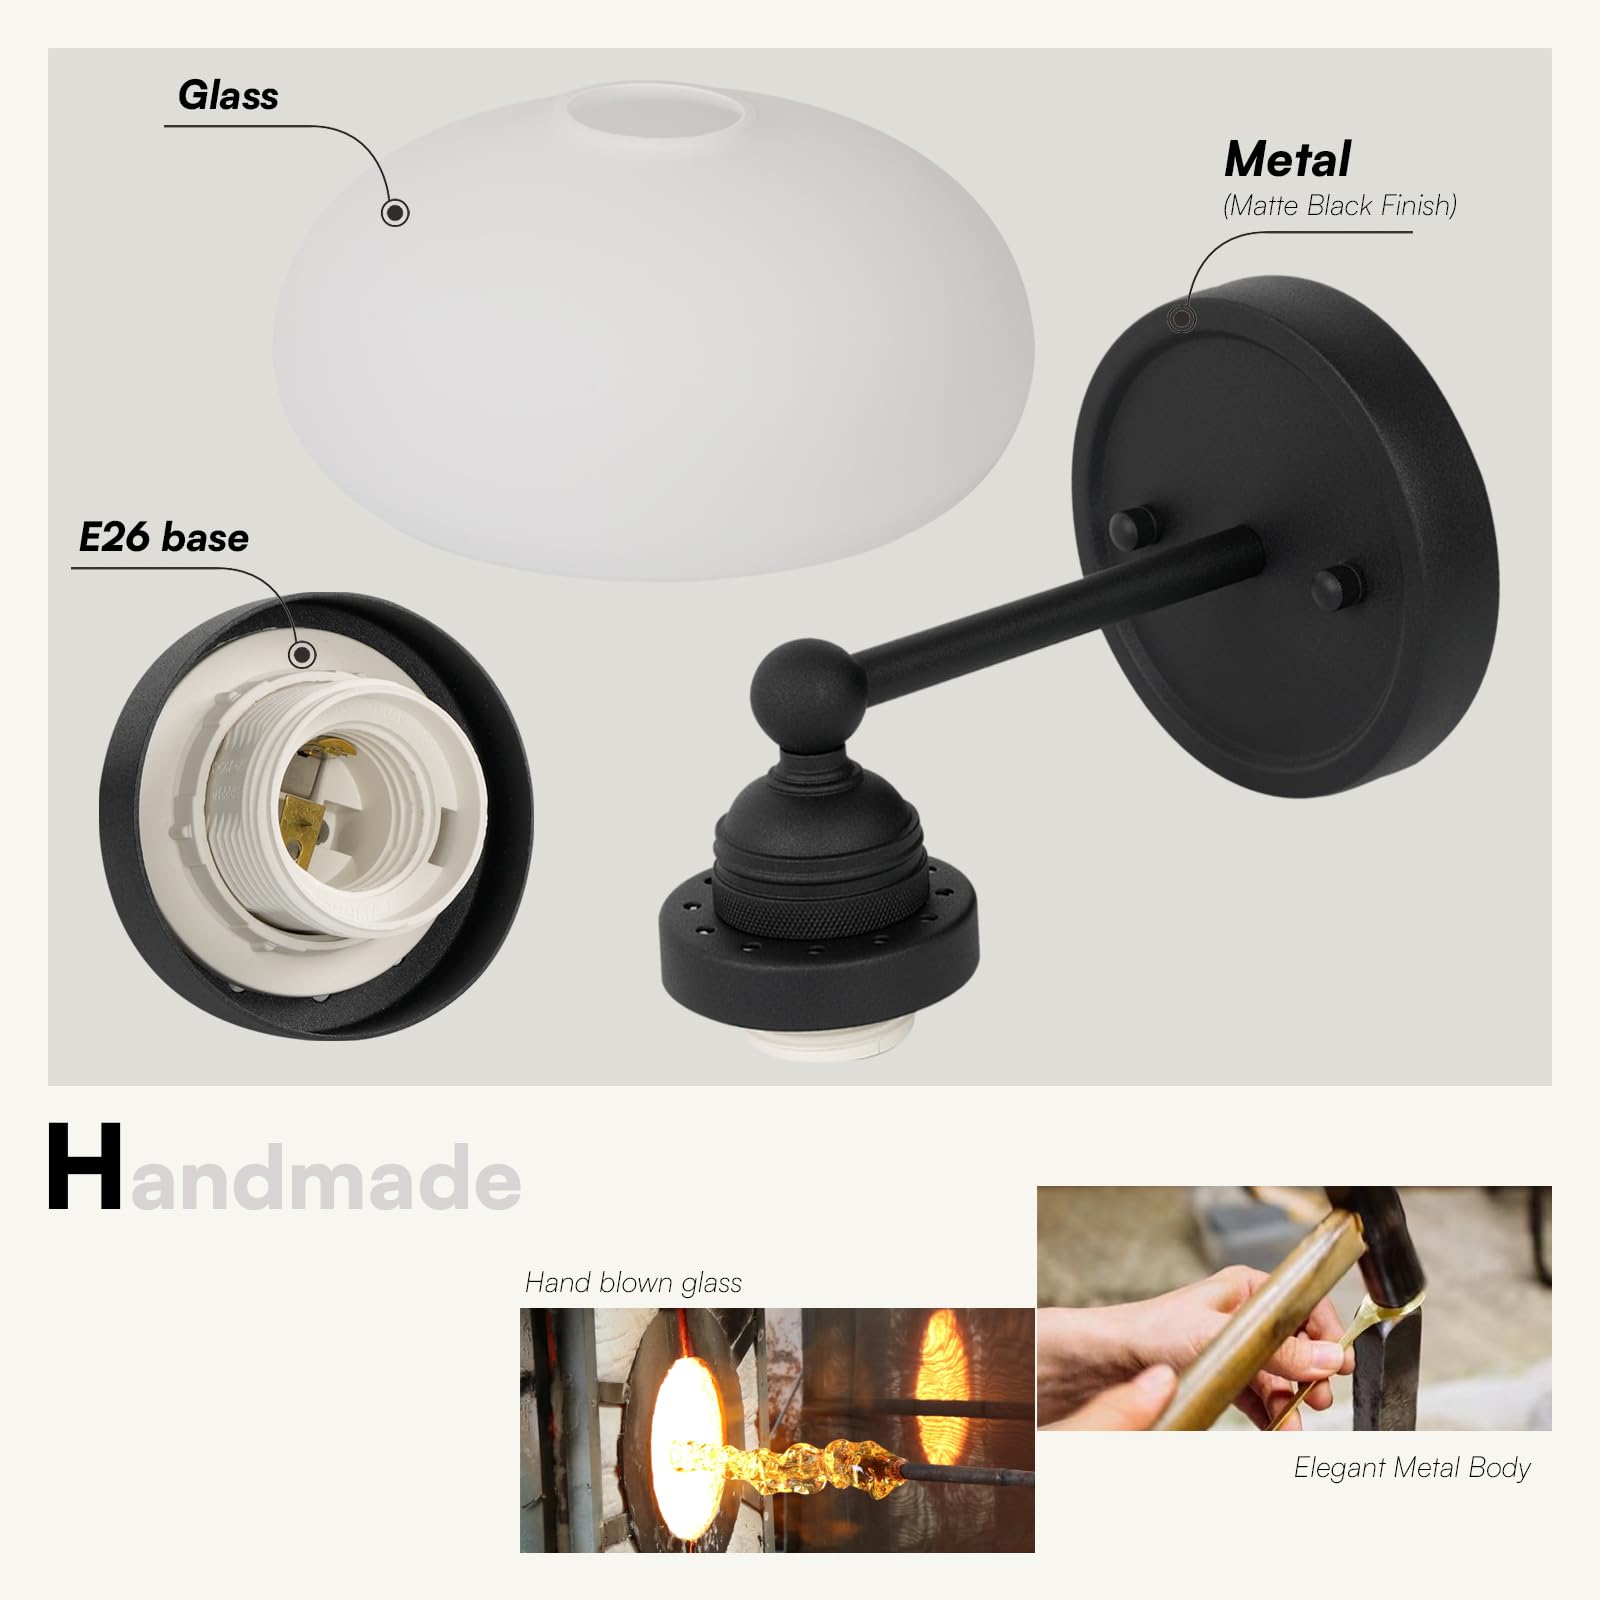 Glass
Metal
(Matte Black Finish)
E26 base
Handmade
Hand blown glass
Elegant Metal Body